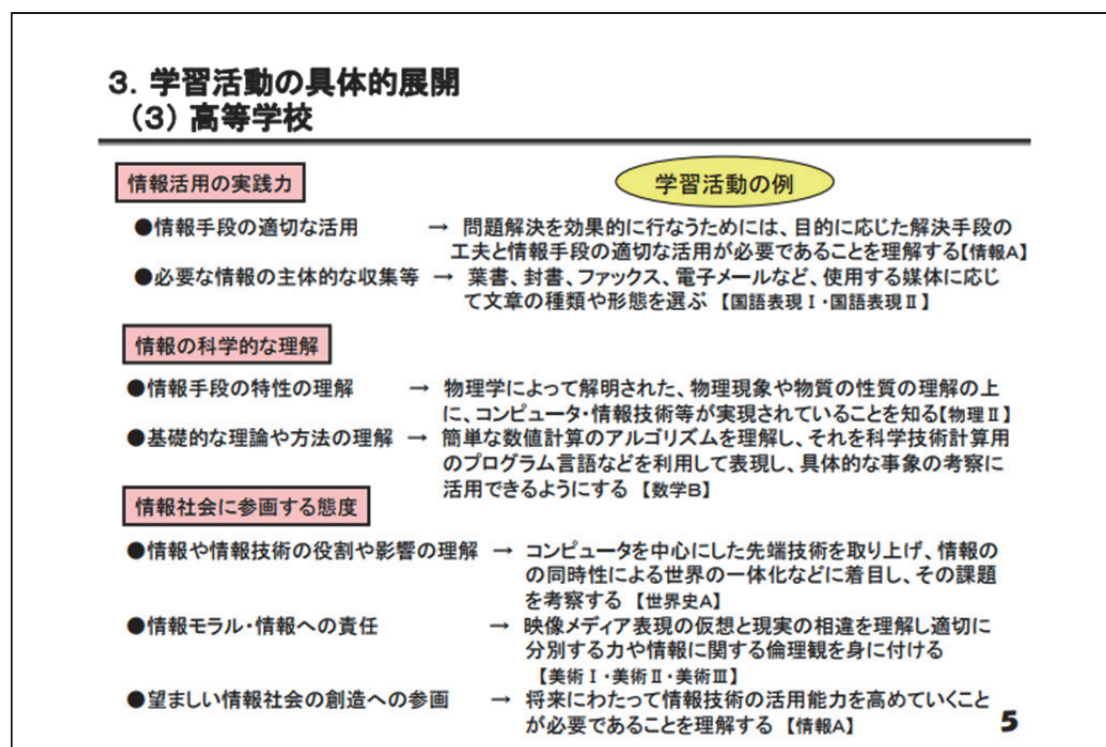 3. 学習活動の具体的展開
（3）高等学校
情報活用の実践力
学習活動の例
●情報手段の適切な活用 → 問題解決を効果的に行なうためには、目的に応じた解決手段の
工夫と情報手段の適切な活用が必要であることを理解する【情報A】
●必要な情報の主体的な収集等 → 葉書、封書、ファックス、電子メールなど、使用する媒体に応じ
て文章の種類や形態を選ぶ 【国語表現Ⅰ・国語表現Ⅱ】
情報の科学的な理解
●情報手段の特性の理解 → 物理学によって解明された、物理現象や物質の性質の理解の上
に、コンピュータ・情報技術等が実現されていることを知る【物理Ⅱ】
●基礎的な理論や方法の理解 → 簡単な数値計算のアルゴリズムを理解し、それを科学技術計算用
のプログラム言語などを利用して表現し、具体的な事象の考察に
活用できるようにする 【数学B】
情報社会に参画する態度
●情報や情報技術の役割や影響の理解 → コンピュータを中心にした先端技術を取り上げ、情報の
の同時性による世界の一体化などに着目し、その課題
を考察する 【世界史A】
●情報モラル・情報への責任 → 映像メディア表現の仮想と現実の相違を理解し適切に
分別する力や情報に関する倫理観を身に付ける
【美術Ⅰ・美術Ⅱ・美術Ⅲ】
●望ましい情報社会の創造への参画 → 将来にわたって情報技術の活用能力を高めていくこと
が必要であることを理解する 【情報A】
5